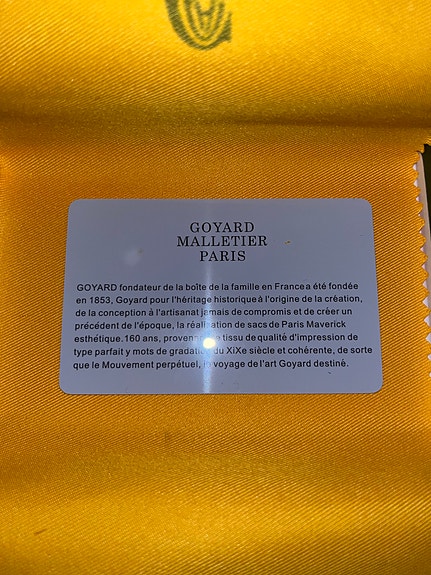 GOYARD
MALLETIER
PARIS
GOYARD fondateur de la boîte de la famille en France a été fondée
en 1853, Goyard pour l'héritage historique à l'origine de la création,
de la conception à l'artisanat jamais de compromis et de créer un
précédent de l'époque, la réalisation de sacs de Paris Maverick
esthétique.160 ans, tissu de qualité d'impression de
type parfait y mots de gradation du XiXe siècle et cohérente, de sorte
que le Mouvement perpétuel, voyage de l'art Goyard destiné.